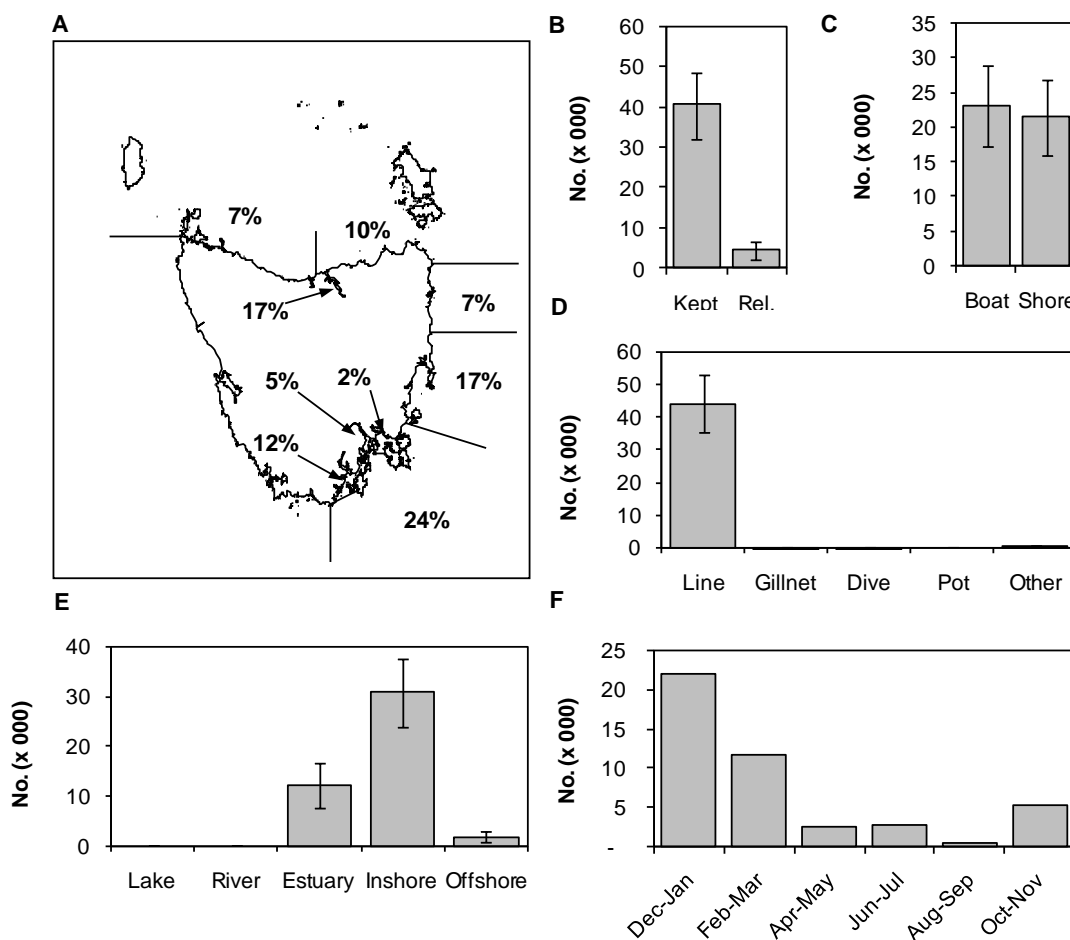 A
7%
10%
17%
7%
5%
2%
17%
12%
24%
B
No. (x 000)
60
50
40
30
20
10
0
Kept Rel.
C
No. (x 000)
35
30
25
20
15
10
5
0
Boat Shore
D
No. (x 000)
60
50
40
30
20
10
0
Line Gillnet Dive Pot Other
E
No. (x 000)
40
30
20
10
0
Lake River Estuary Inshore Offshore
F
No. (x 000)
25
20
15
10
5
-
Dec-Jan
Feb-Mar
Apr-May
Jun-Jul
Aug-Sep
Oct-Nov